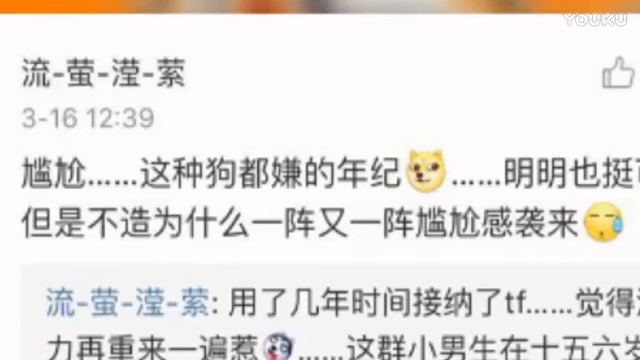 YOUKU
流-萤-滢-萦
3-16 12:39
尴尬……这种狗都嫌的年纪……明明也挺
但是不造为什么一阵又一阵尴尬感袭来
流-萤-滢-萦: 用了几年时间接纳了tf……觉得
力再重来一遍惹……这群小男生在十五六岁